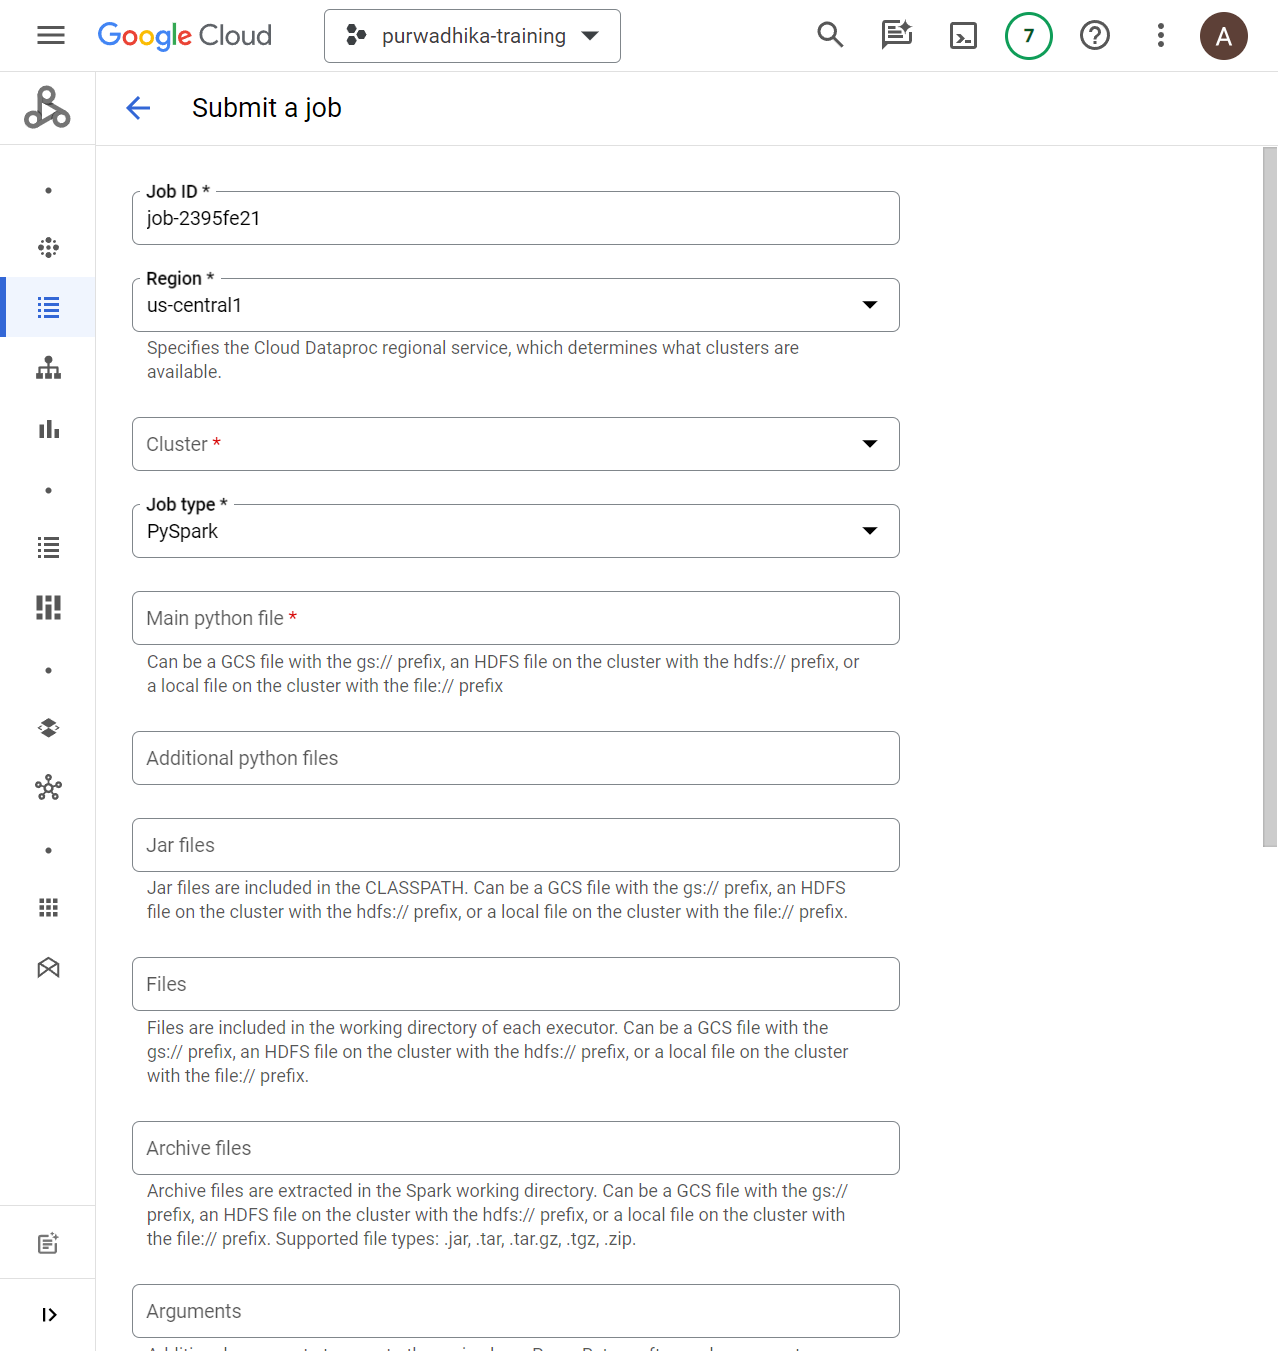 Google Cloud
purwadhika-training
7
A
Submit a job
Job ID *
job-2395fe21
Region *
us-central1
Specifies the Cloud Dataproc regional service, which determines what clusters are
available.
Cluster *
Job type *
PySpark
Main python file *
Can be a GCS file with the gs:// prefix, an HDFS file on the cluster with the hdfs:// prefix, or
a local file on the cluster with the file:// prefix
Additional python files
Jar files
Jar files are included in the CLASSPATH. Can be a GCS file with the gs:// prefix, an HDFS
file on the cluster with the hdfs:// prefix, or a local file on the cluster with the file:// prefix.
Files
Files are included in the working directory of each executor. Can be a GCS file with the
gs:// prefix, an HDFS file on the cluster with the hdfs:// prefix, or a local file on the cluster
with the file:// prefix.
Archive files
Archive files are extracted in the Spark working directory. Can be a GCS file with the gs://
prefix, an HDFS file on the cluster with the hdfs:// prefix, or a local file on the cluster with
the file:// prefix. Supported file types: .jar, .tar, .tar.gz, .tgz, .zip.
Arguments